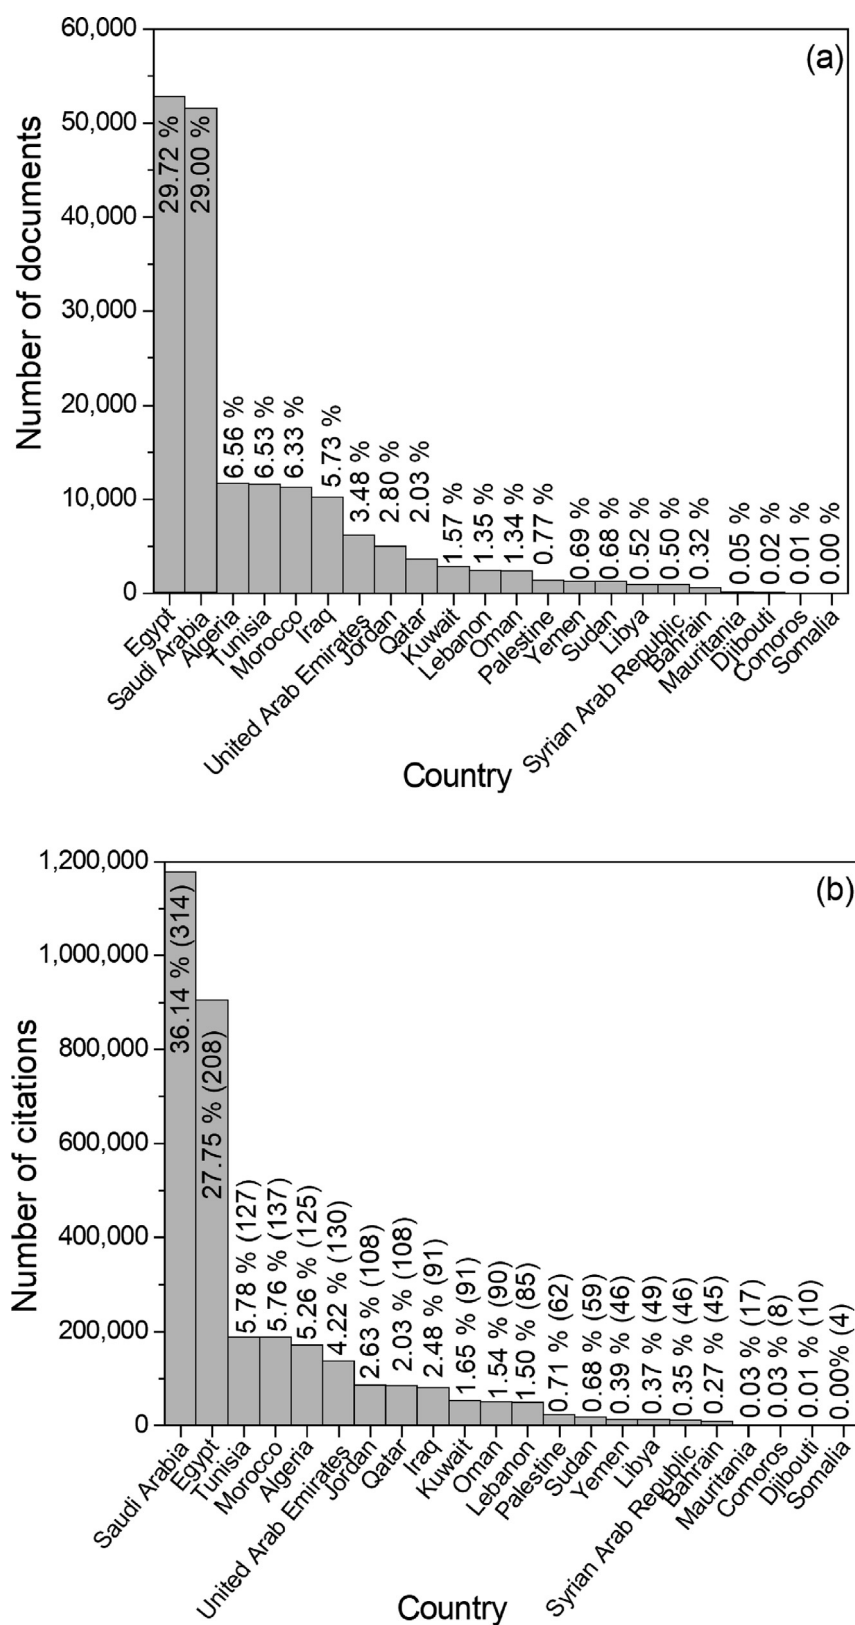 (a)
Number of documents
60,000
50,000
40,000
30,000
20,000
10,000
0
29.72 %
29.00 %
6.56 %
6.53 %
6.33 %
5.73 %
3.48 %
2.80 %
2.03 %
1.57 %
1.35 %
1.34 %
0.77 %
0.69 %
0.68 %
0.52 %
0.50 %
0.32 %
0.05 %
0.02 %
0.01 %
0.00 %
Egypt
Saudi Arabia
Algeria
Tunisia
Morocco
Iraq
United Arab Emirates
Jordan
Qatar
Kuwait
Lebanon
Oman
Palestine
Yemen
Sudan
Libya
Syrian Arab Republic
Bahrain
Mauritania
Djibouti
Comoros
Somalia
Country
(b)
Number of citations
1,200,000
1,000,000
800,000
600,000
400,000
200,000
0
36.14 % (314)
27.75 % (208)
5.78 % (127)
5.76 % (137)
5.26 % (125)
4.22 % (130)
2.63 % (108)
2.03 % (108)
2.48 % (91)
1.65 % (91)
1.54 % (90)
1.50 % (85)
0.71 % (62)
0.68 % (59)
0.39 % (46)
0.37 % (49)
0.35 % (46)
0.27 % (45)
0.03 % (17)
0.03 % (8)
0.01 % (10)
0.00% (4)
Saudi Arabia
Egypt
Tunisia
Morocco
Algeria
United Arab Emirates
Jordan
Qatar
Iraq
Kuwait
Oman
Lebanon
Palestine
Sudan
Yemen
Libya
Syrian Arab Republic
Bahrain
Mauritania
Comoros
Djibouti
Somalia
Country